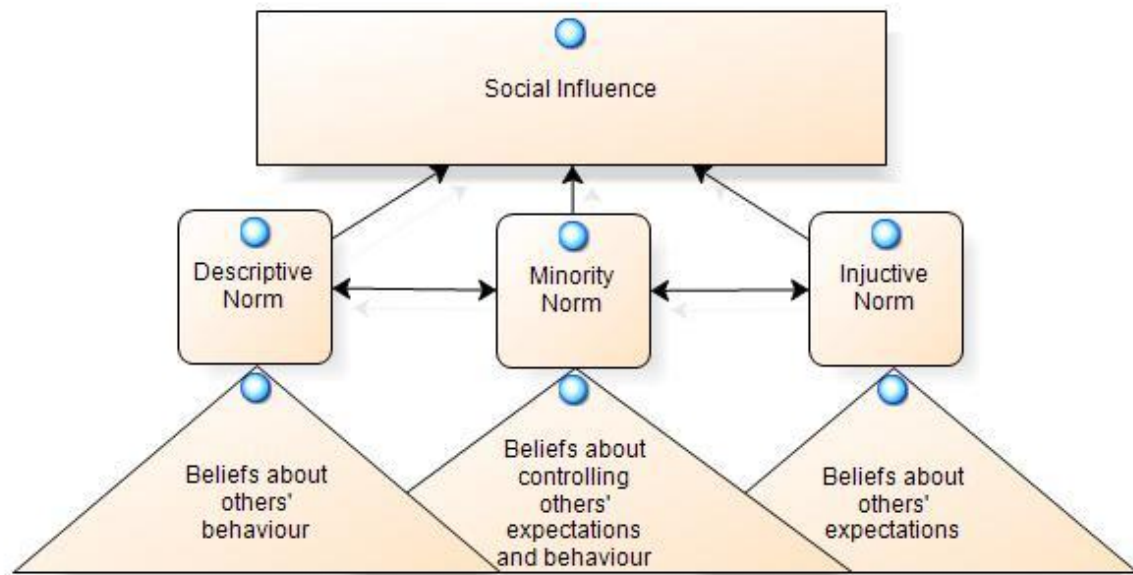 Social Influence
Descriptive
Norm
Minority
Norm
Injuctive
Norm
Beliefs about
others'
behaviour
Beliefs about
controlling
others'
expectations
and behaviour
Beliefs about
others'
expectations